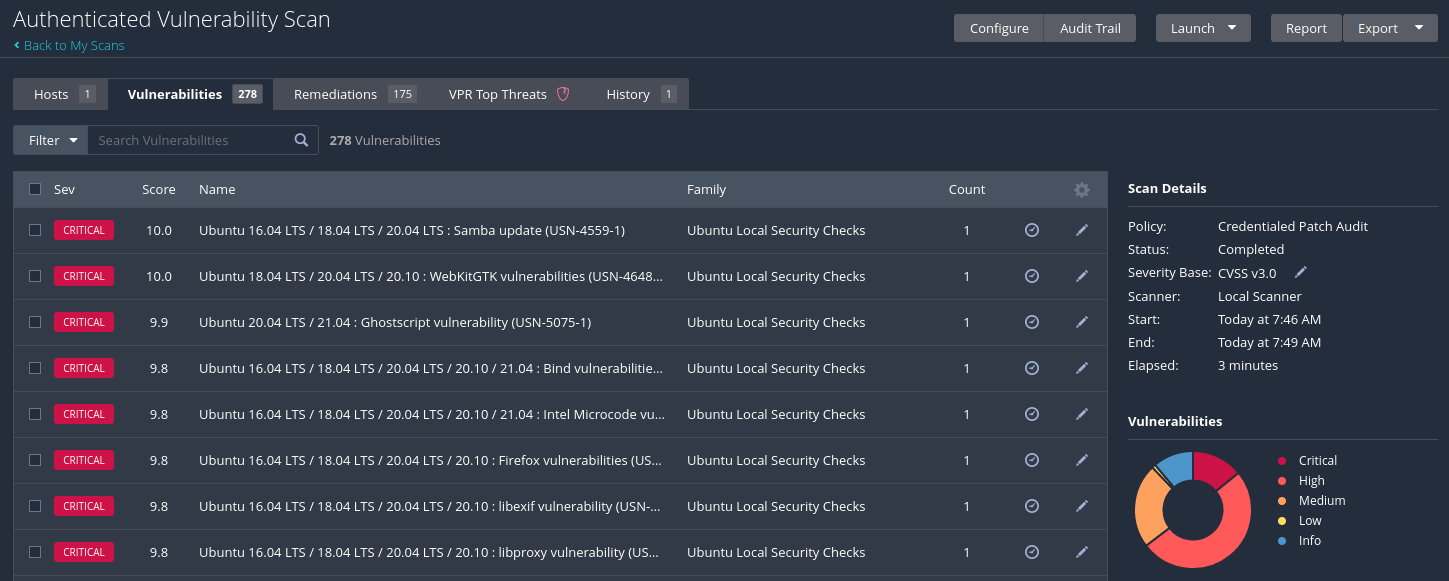 Authenticated Vulnerability Scan
Back to My Scans
Configure Audit Trail Launch Report Export
Hosts 1 Vulnerabilities 278 Remediations 175 VPR Top Threats History 1
Filter Search Vulnerabilities 278 Vulnerabilities
Sev Score Name Family Count
CRITICAL 10.0 Ubuntu 16.04 LTS / 18.04 LTS / 20.04 LTS : Samba update (USN-4559-1) Ubuntu Local Security Checks 1
CRITICAL 10.0 Ubuntu 18.04 LTS / 20.04 LTS / 20.10 : WebKitGTK vulnerabilities (USN-4648... Ubuntu Local Security Checks 1
CRITICAL 9.9 Ubuntu 20.04 LTS / 21.04 : Ghostscript vulnerability (USN-5075-1) Ubuntu Local Security Checks 1
CRITICAL 9.8 Ubuntu 16.04 LTS / 18.04 LTS / 20.04 LTS / 20.10 / 21.04 : Bind vulnerabilitie... Ubuntu Local Security Checks 1
CRITICAL 9.8 Ubuntu 16.04 LTS / 18.04 LTS / 20.04 LTS / 20.10 / 21.04 : Intel Microcode vu... Ubuntu Local Security Checks 1
CRITICAL 9.8 Ubuntu 16.04 LTS / 18.04 LTS / 20.04 LTS / 20.10 : Firefox vulnerabilities (US... Ubuntu Local Security Checks 1
CRITICAL 9.8 Ubuntu 16.04 LTS / 18.04 LTS / 20.04 LTS / 20.10 : libexif vulnerability (USN-... Ubuntu Local Security Checks 1
CRITICAL 9.8 Ubuntu 16.04 LTS / 18.04 LTS / 20.04 LTS / 20.10 : libproxy vulnerability (US... Ubuntu Local Security Checks 1
Scan Details
Policy: Credentialed Patch Audit
Status: Completed
Severity Base: CVSS v3.0
Scanner: Local Scanner
Start: Today at 7:46 AM
End: Today at 7:49 AM
Elapsed: 3 minutes
Vulnerabilities
Critical
High
Medium
Low
Info